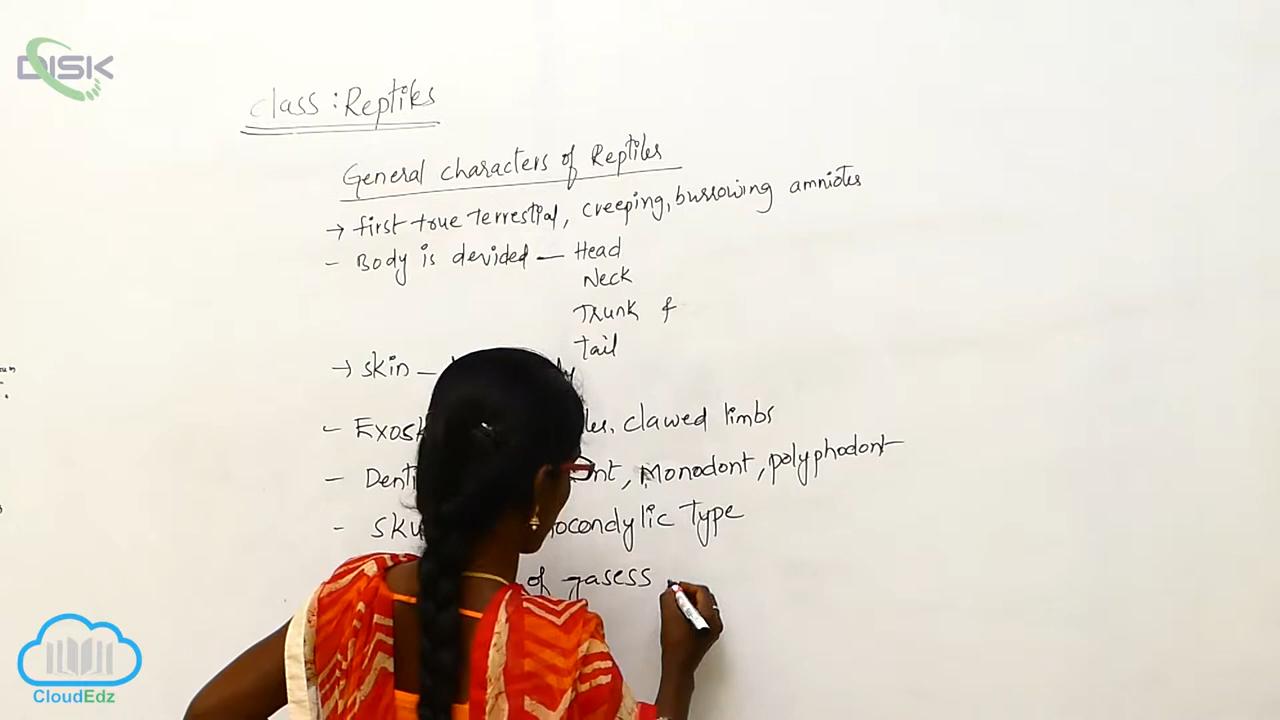 DISK
class : Reptiles
General characters of Reptiles
→ first true terrestrial, creeping, burrowing amniotes
- Body is devided — Head
Neck
Trunk &
Tail
→ skin —
- Exosk les, clawed limbs
- Denti nt, Monodont, polyphodont
- Sku ocondylic Type
of gasess
CloudEdz